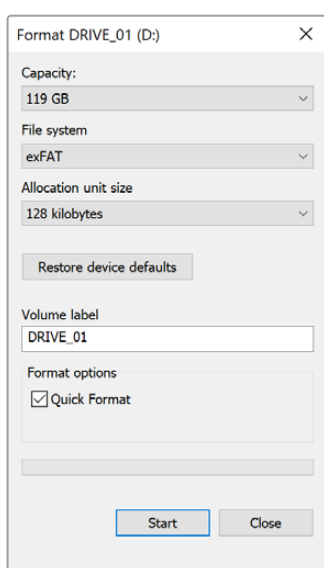 Format DRIVE_01 (D:)
Capacity:
119 GB
File system
exFAT
Allocation unit size
128 kilobytes
Restore device defaults
Volume label
DRIVE_01
Format options
Quick Format
Start Close